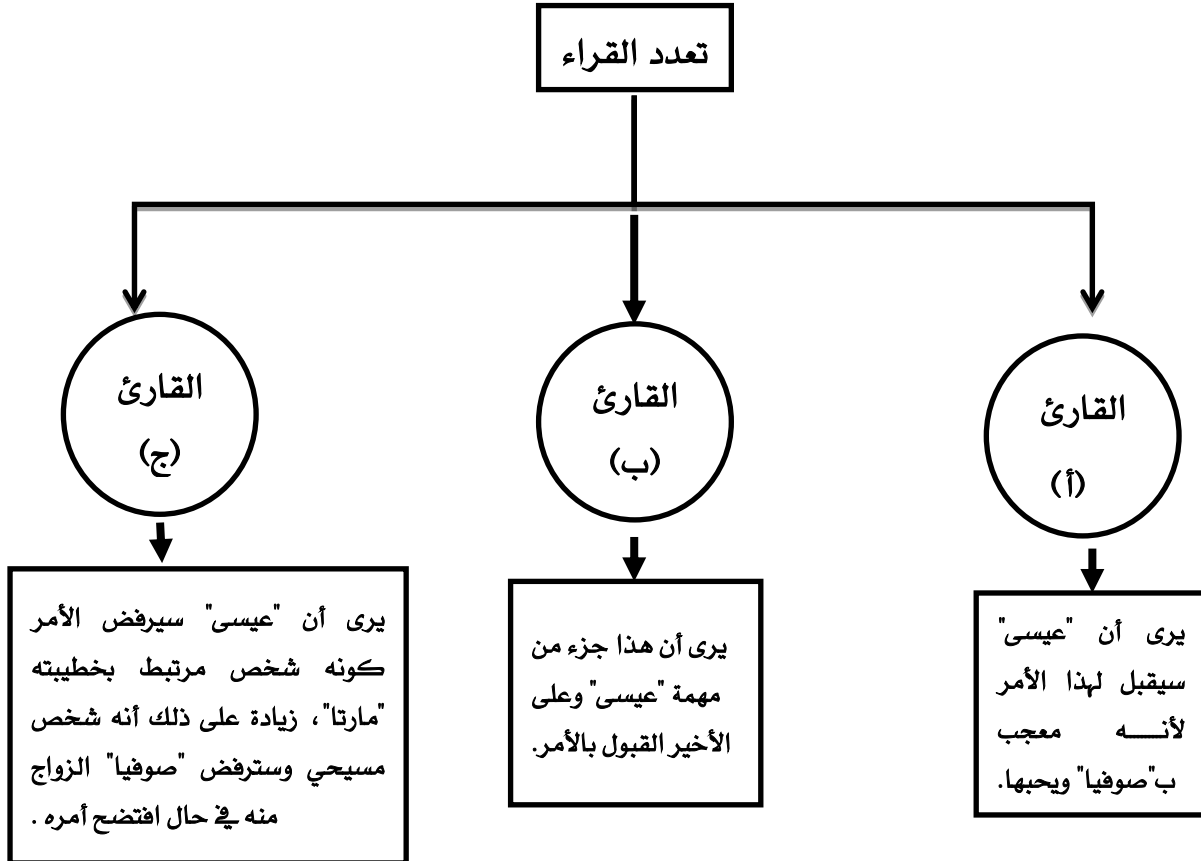 تعدد القراء
القارئ
(أ)
القارئ
(ب)
القارئ
(ج)
يرى أن "عيسى"
سيقبل لهذا الأمر
لأنه معجب
ب"صوفيا" ويحبها.
يرى أن هذا جزء من
مهمة "عيسى" وعلى
الأخير القبول بالأمر.
يرى أن "عيسى" سيرفض الأمر
كونه شخص مرتبط بخطيبته
"مارتا"، زيادة على ذلك أنه شخص
مسيحي وسترفض "صوفيا" الزواج
منه في حال افتضح أمره .